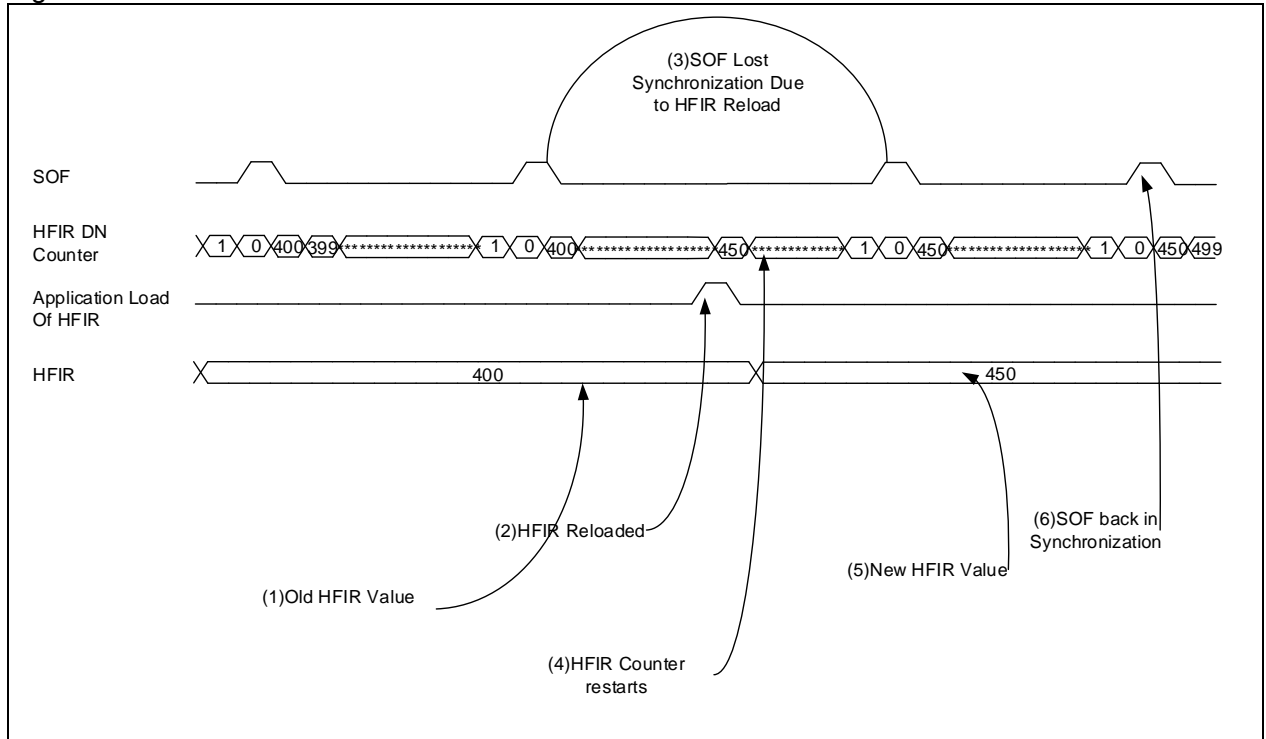 (3)SOF Lost
Synchronization Due
to HFIR Reload
SOF
HFIR DN
Counter
1 0 400 399 ****************** 1 0 400 ***************** 450 ************ 1 0 450 ****************** 1 0 450 499
Application Load
Of HFIR
HFIR
400 450
(2)HFIR Reloaded
(6)SOF back in
Synchronization
(5)New HFIR Value
(1)Old HFIR Value
(4)HFIR Counter
restarts